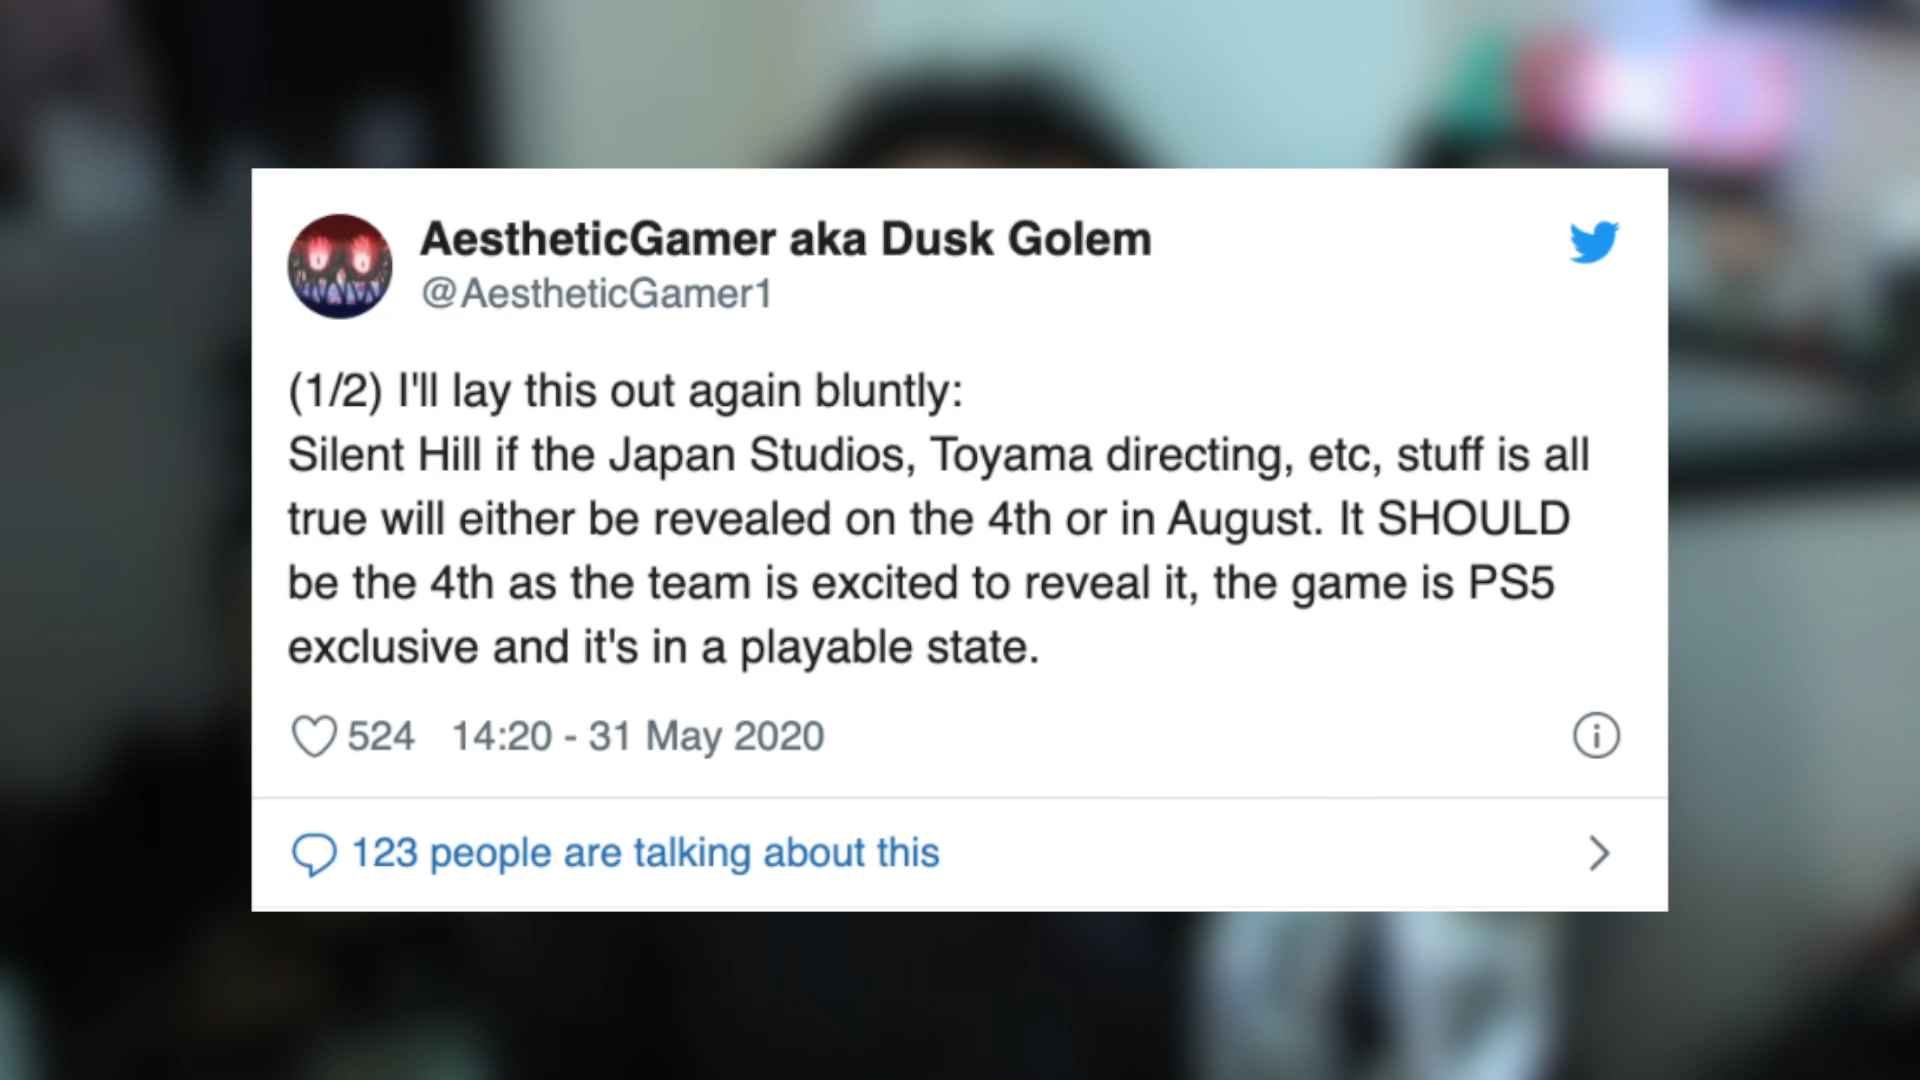 AestheticGamer aka Dusk Golem
@AestheticGamer1
(1/2) I'll lay this out again bluntly:
Silent Hill if the Japan Studios, Toyama directing, etc, stuff is all
true will either be revealed on the 4th or in August. It SHOULD
be the 4th as the team is excited to reveal it, the game is PS5
exclusive and it's in a playable state.
524 14:20 - 31 May 2020
123 people are talking about this